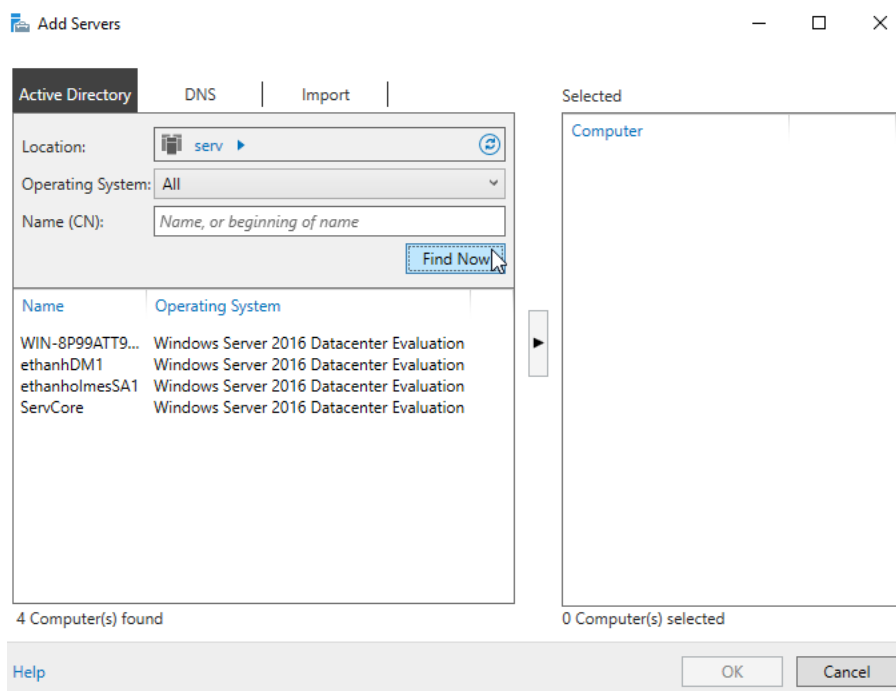 Add Servers
Active Directory DNS Import
Location: serv
Operating System: All
Name (CN): Name, or beginning of name
Find Now
Name Operating System
WIN-8P99ATT9... Windows Server 2016 Datacenter Evaluation
ethanhDM1 Windows Server 2016 Datacenter Evaluation
ethanholmesSA1 Windows Server 2016 Datacenter Evaluation
ServCore Windows Server 2016 Datacenter Evaluation
4 Computer(s) found
Selected
Computer
0 Computer(s) selected
Help OK Cancel